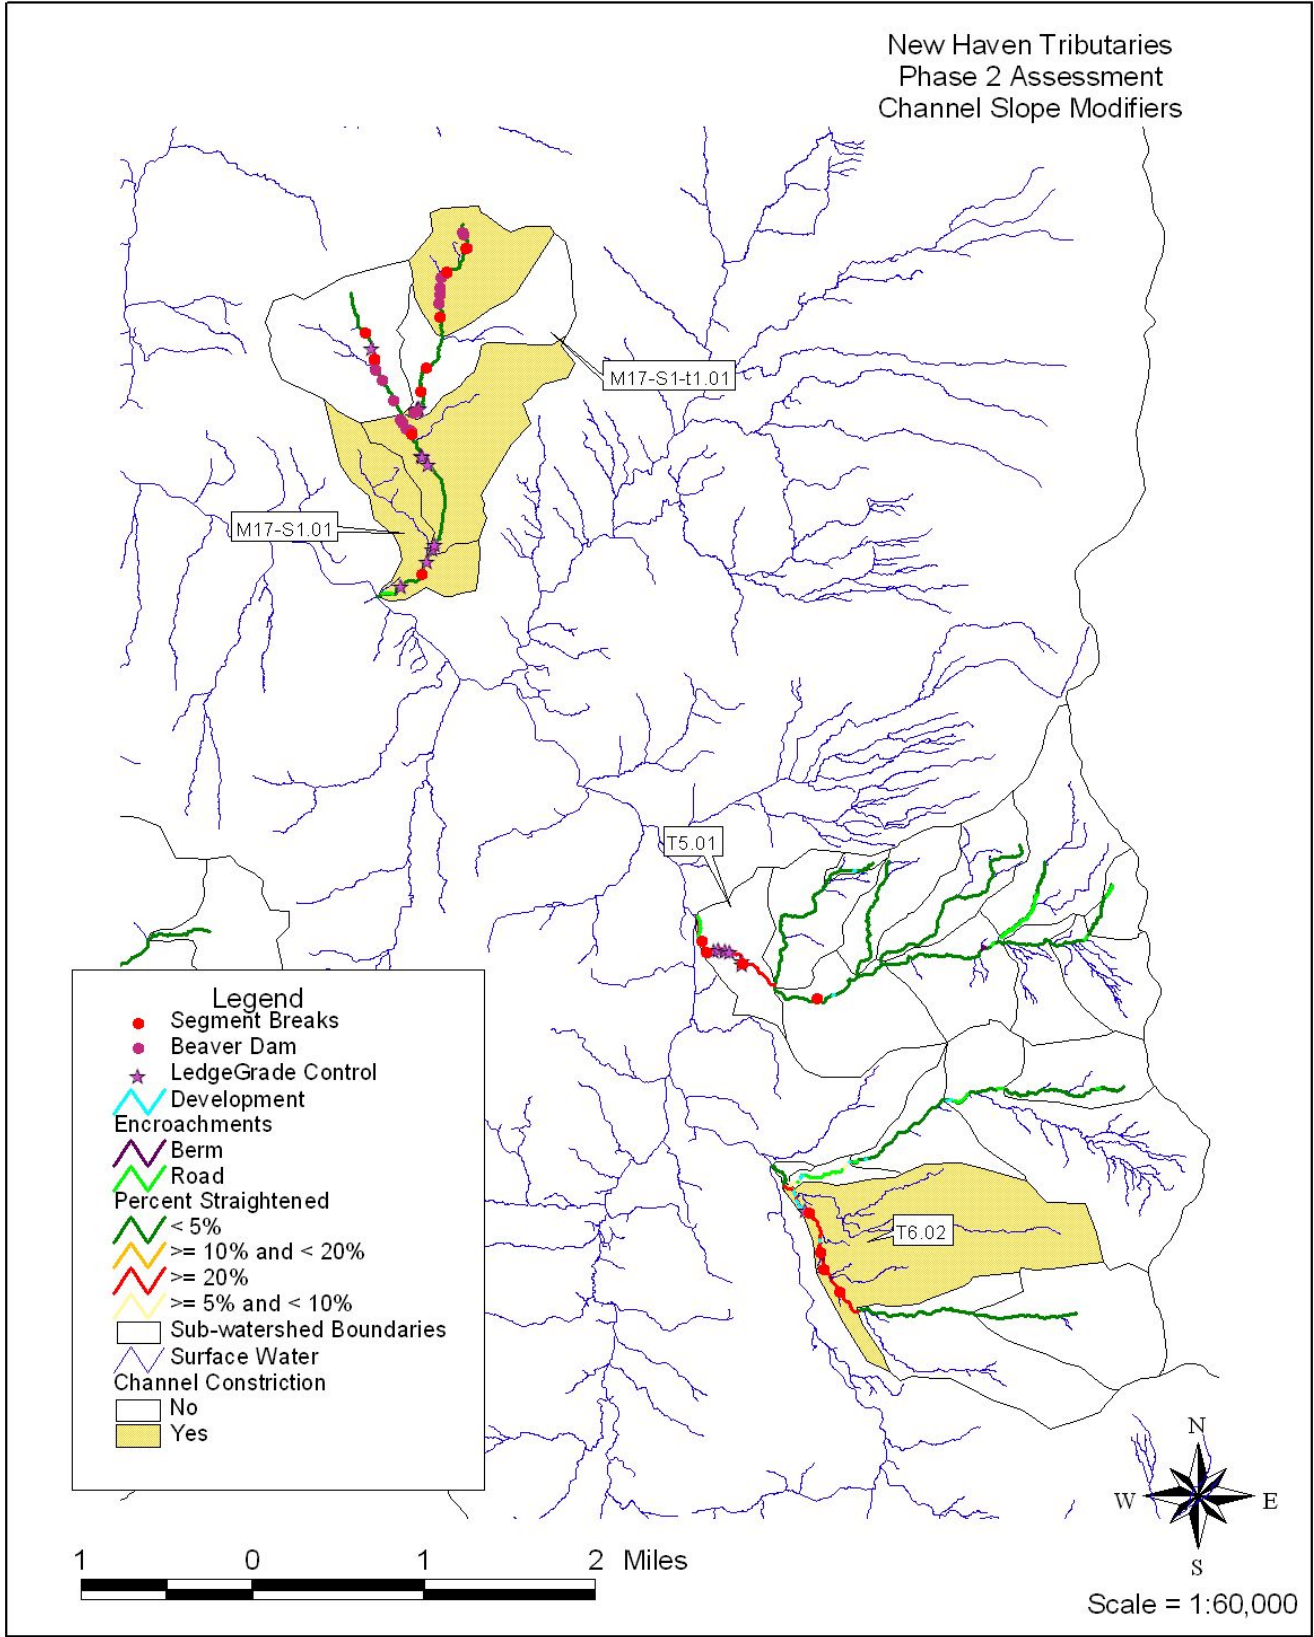 New Haven Tributaries
Phase 2 Assessment
Channel Slope Modifiers
M17-S1-t1.01
M17-S1.01
T5.01
T6.02
Legend
Segment Breaks
Beaver Dam
LedgeGrade Control
Development
Encroachments
Berm
Road
Percent Straightened
< 5%
>= 10% and < 20%
>= 20%
>= 5% and < 10%
Sub-watershed Boundaries
Surface Water
Channel Constriction
No
Yes
N
W E
S
1 0 1 2 Miles
Scale = 1:60,000